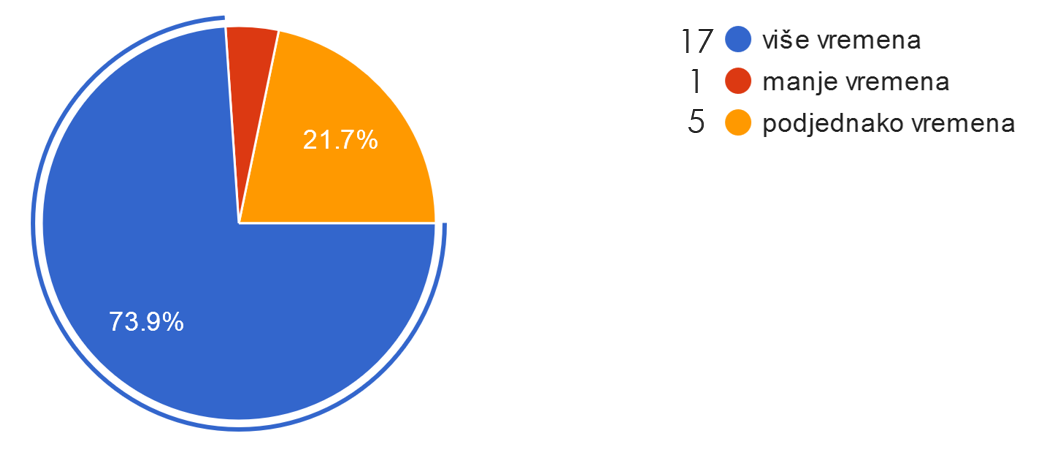 17 više vremena
1 manje vremena
5 podjednako vremena
21.7%
73.9%